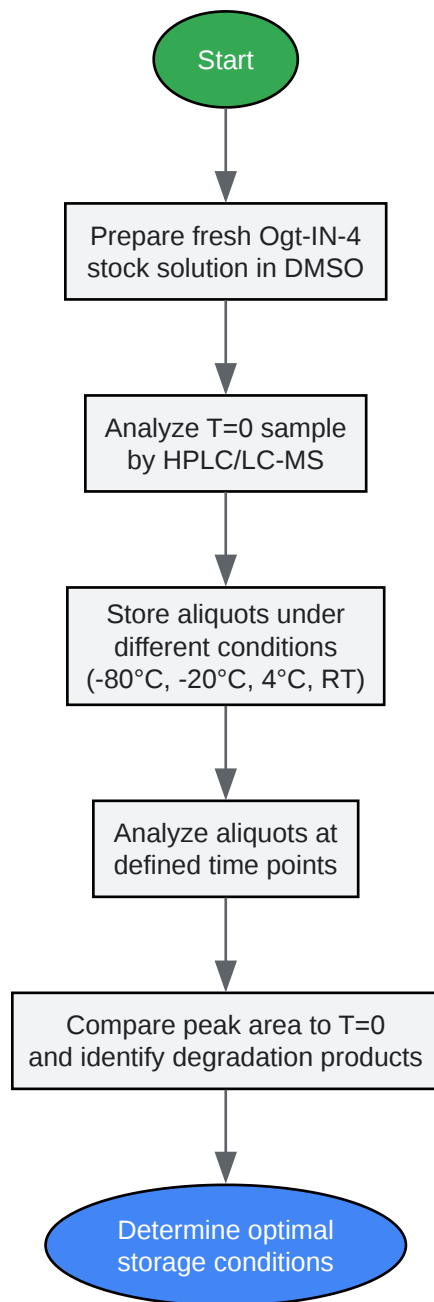 Start
Prepare fresh Ogt-IN-4
stock solution in DMSO
Analyze T=0 sample
by HPLC/LC-MS
Store aliquots under
different conditions
(-80°C, -20°C, 4°C, RT)
Analyze aliquots at
defined time points
Compare peak area to T=0
and identify degradation products
Determine optimal
storage conditions